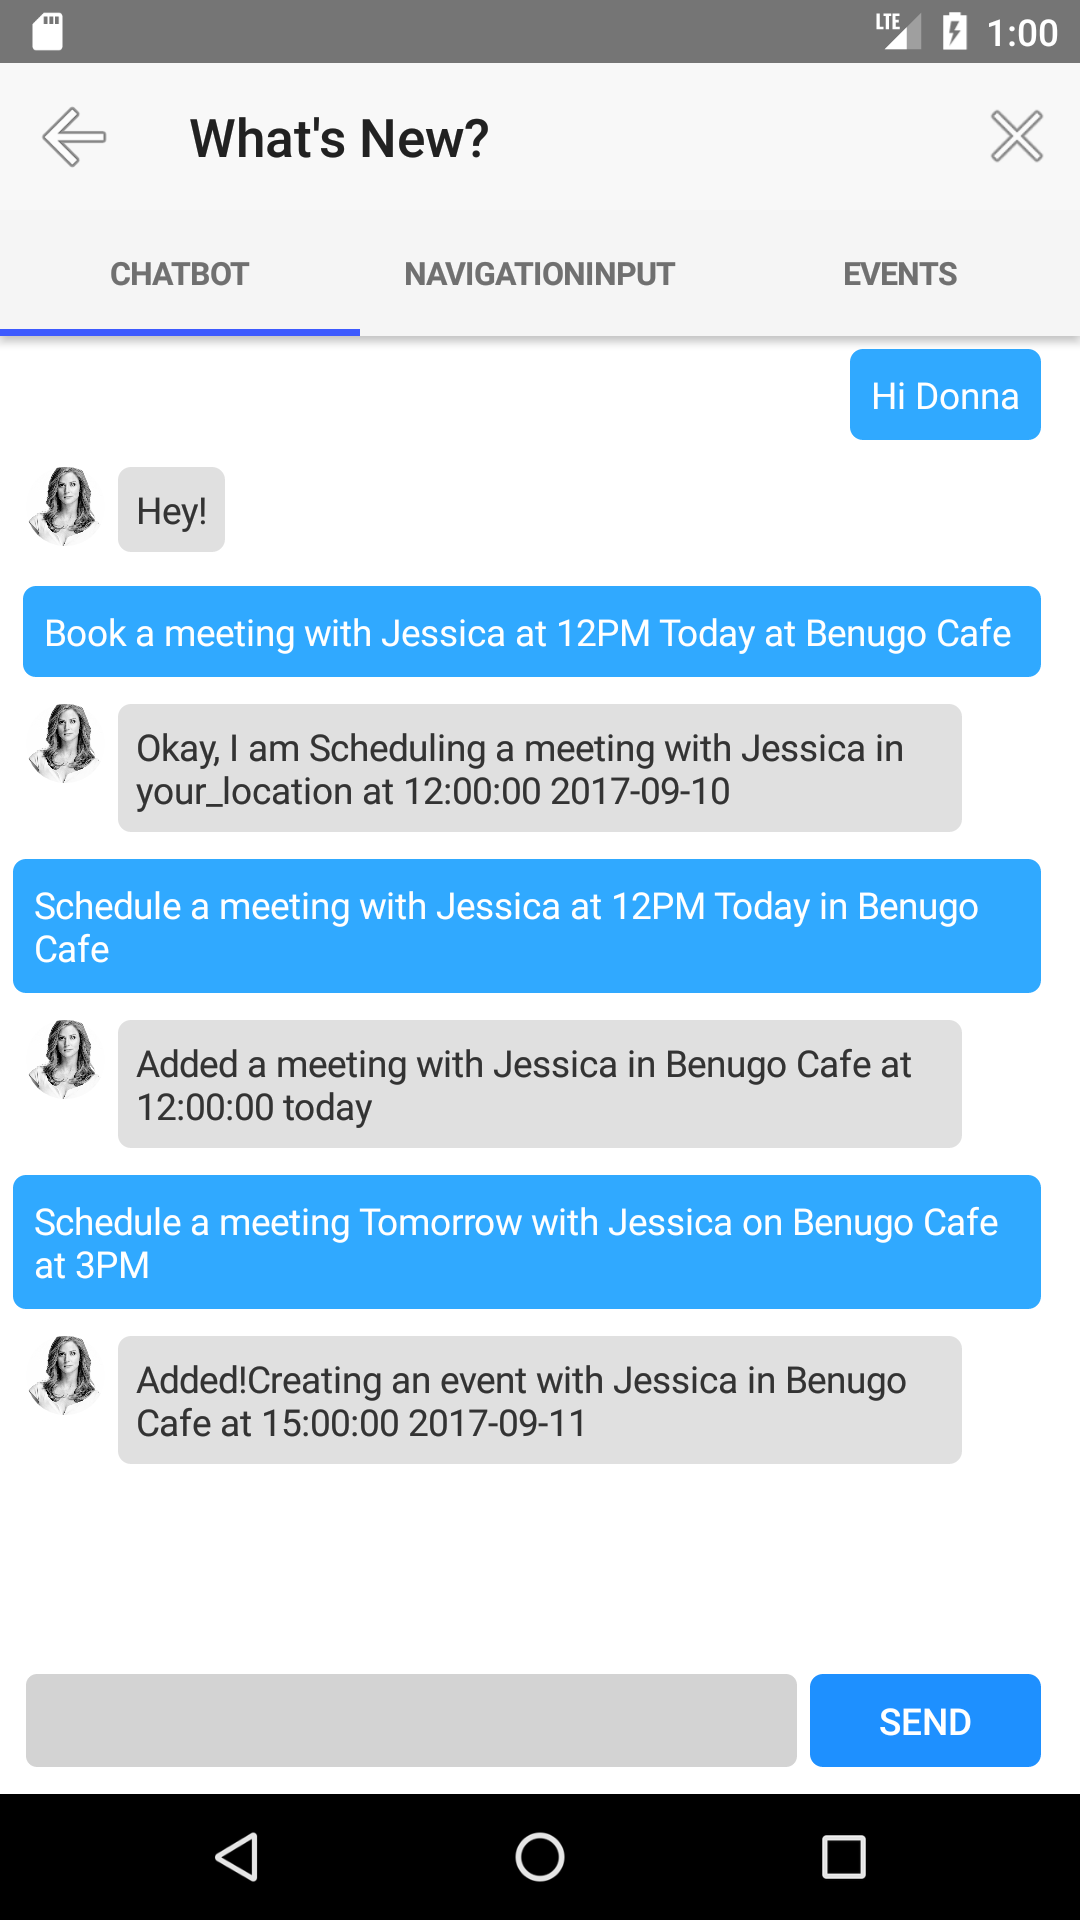 LTE 1:00
What's New?
CHATBOT NAVIGATIONINPUT EVENTS
Hi Donna
Hey!
Book a meeting with Jessica at 12PM Today at Benugo Cafe
Okay, I am Scheduling a meeting with Jessica in
your_location at 12:00:00 2017-09-10
Schedule a meeting with Jessica at 12PM Today in Benugo
Cafe
Added a meeting with Jessica in Benugo Cafe at
12:00:00 today
Schedule a meeting Tomorrow with Jessica on Benugo Cafe
at 3PM
Added!Creating an event with Jessica in Benugo
Cafe at 15:00:00 2017-09-11
SEND